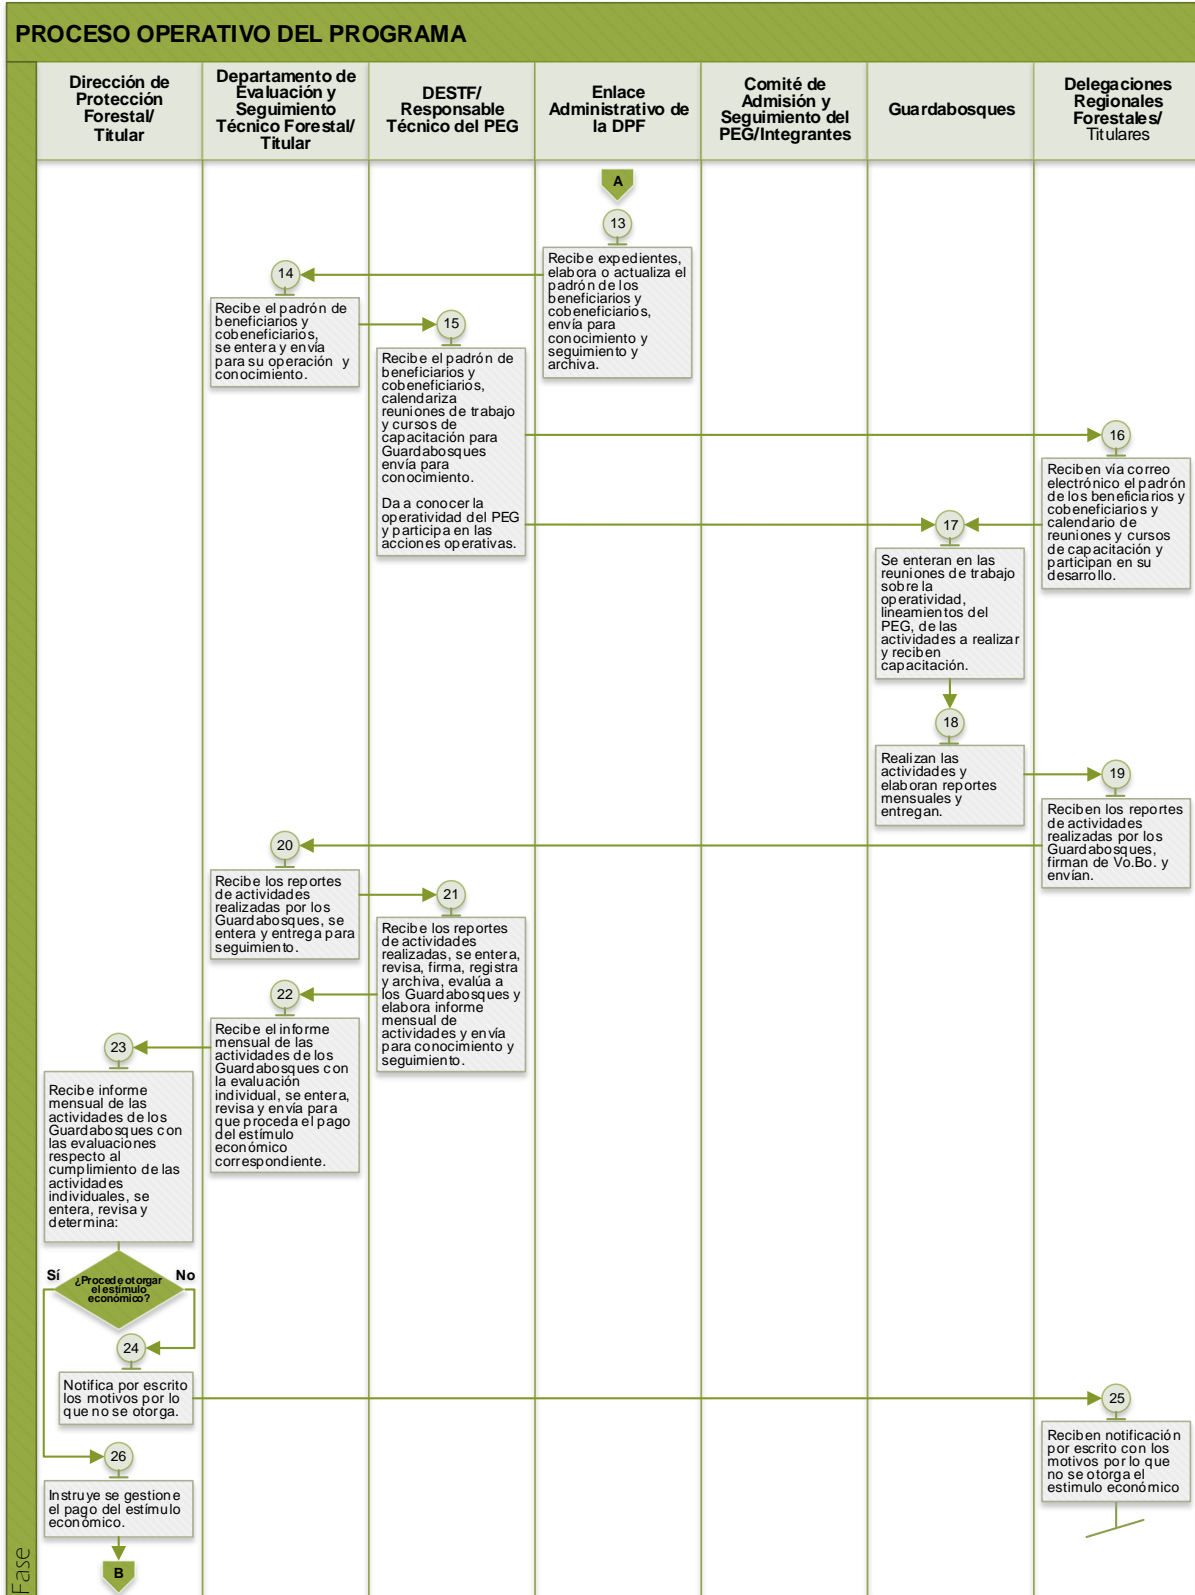 PROCESO OPERATIVO DEL PROGRAMA
Dirección de
Protección
Forestal/
Titular
Departamento de
Evaluación y
Seguimiento
Técnico Forestal/
Titular
DESTF/
Responsable
Técnico del PEG
Enlace
Administrativo de
la DPF
Comité de
Admisión y
Seguimiento del
PEG/Integrantes
Guardabosques
Delegaciones
Regionales
Forestales/
Titulares
A
13
Recibe expedientes,
elabora o actualiza el
padrón de los
beneficiarios y
cobeneficiarios,
envía para
conocimiento y
seguimiento y
archiva.
14
Recibe el padrón de
beneficiarios y
cobeneficiarios,
se entera y envía
para su operación y
conocimiento.
15
Recibe el padrón de
beneficiarios y
cobeneficiarios,
calendariza
reuniones de trabajo
y cursos de
capacitación para
Guardabosques
envía para
conocimiento.
Da a conocer la
operatividad del PEG
y participa en las
acciones operativas.
16
Reciben vía correo
electrónico el padrón
de los beneficiarios y
cobeneficiarios y
calendario de
reuniones y cursos
de capacitación y
participan en su
desarrollo.
17
Se enteran en las
reuniones de trabajo
sobre la
operatividad,
lineamientos del
PEG, de las
actividades a realizar
y reciben
capacitación.
18
Realizan las
actividades y
elaboran reportes
mensuales y
entregan.
19
Reciben los reportes
de actividades
realizadas por los
Guardabosques,
firman de Vo.Bo. y
envían.
20
Recibe los reportes
de actividades
realizadas por los
Guardabosques, se
entera y entrega para
seguimiento.
21
Recibe los reportes
de actividades
realizadas, se entera,
revisa, firma, registra
y archiva, evalúa a
los Guardabosques y
elabora informe
mensual de
actividades y envía
para conocimiento y
seguimiento.
22
Recibe el informe
mensual de las
actividades de los
Guardabosques con
la evaluación
individual, se entera,
revisa y envía para
que proceda el pago
del estímulo
económico
correspondiente.
23
Recibe informe
mensual de las
actividades de los
Guardabosques con
las evaluaciones
respecto al
cumplimiento de las
actividades
individuales, se
entera, revisa y
determina:
Sí
¿Procede otorgar
el estímulo
económico?
No
24
Notifica por escrito
los motivos por lo
que no se otorga.
25
Reciben notificación
por escrito con los
motivos por lo que
no se otorga el
estimulo económico
26
Instruye se gestione
el pago del estímulo
económico.
B
Fase